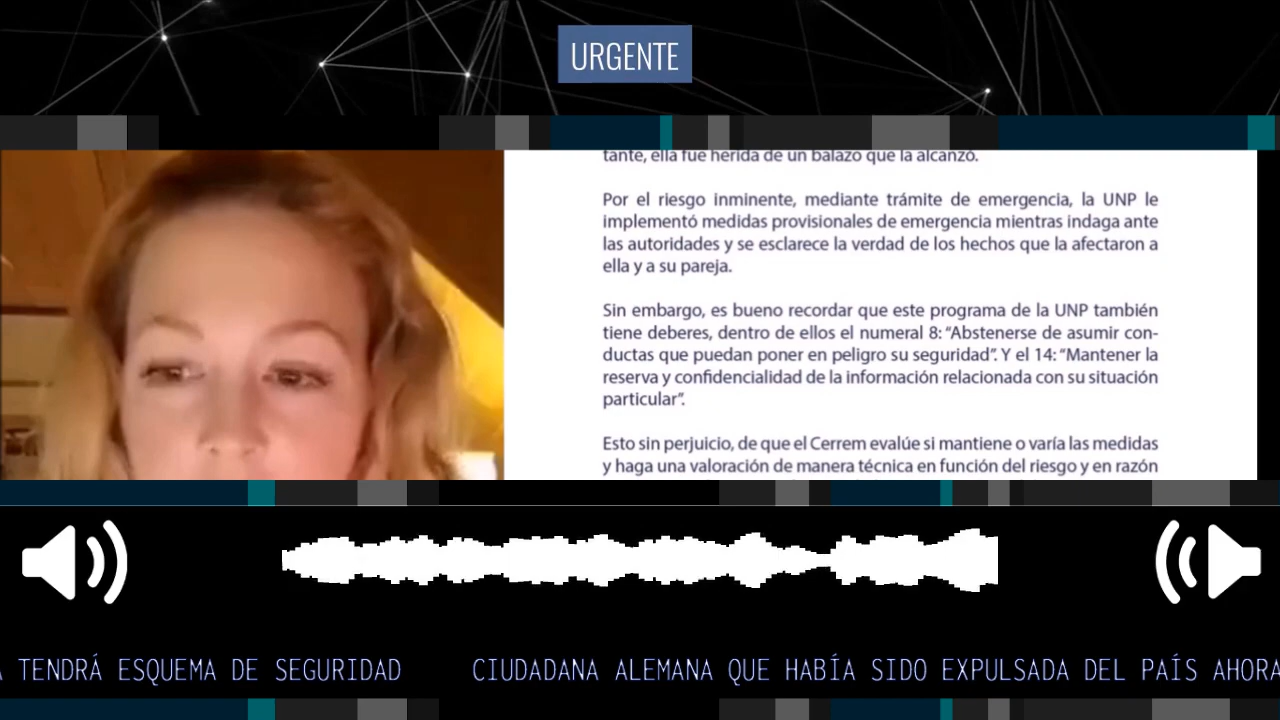 URGENTE
tante, ella fue herida de un balazo que la alcanzó.
Por el riesgo inminente, mediante trámite de emergencia, la UNP le
implementó medidas provisionales de emergencia mientras indaga ante
las autoridades y se esclarece la verdad de los hechos que la afectaron a
ella y a su pareja.
Sin embargo, es bueno recordar que este programa de la UNP también
tiene deberes, dentro de ellos el numeral 8: “Abstenerse de asumir con-
ductas que puedan poner en peligro su seguridad”. Y el 14: “Mantener la
reserva y confidencialidad de la información relacionada con su situación
particular”.
Esto sin perjuicio, de que el Cerrem evalúe si mantiene o varía las medidas
y haga una valoración de manera técnica en función del riesgo y en razón
A TENDRÁ ESQUEMA DE SEGURIDAD CIUDADANA ALEMANA QUE HABÍA SIDO EXPULSADA DEL PAÍS AHORA